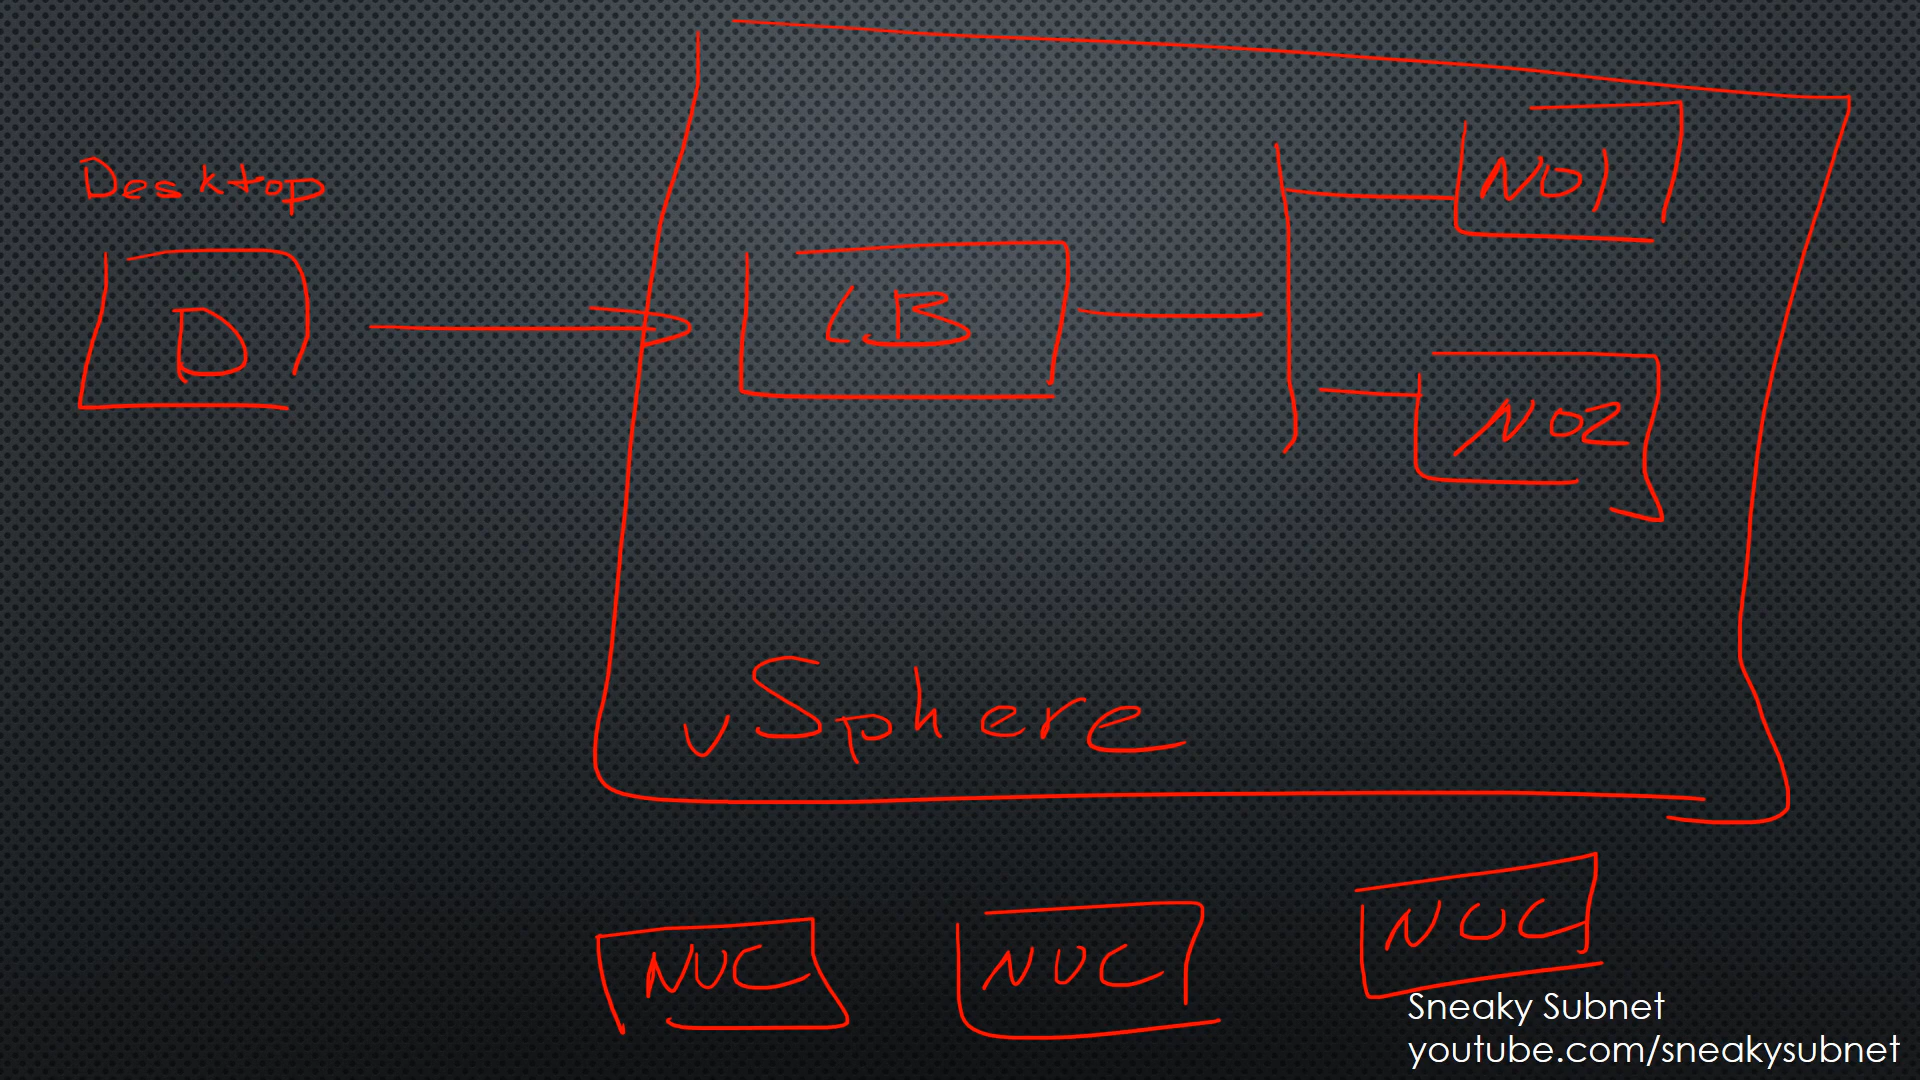 Desktop
D
LB
N01
N02
vSphere
NUC
NUC
NUC
Sneaky Subnet
youtube.com/sneakysubnet